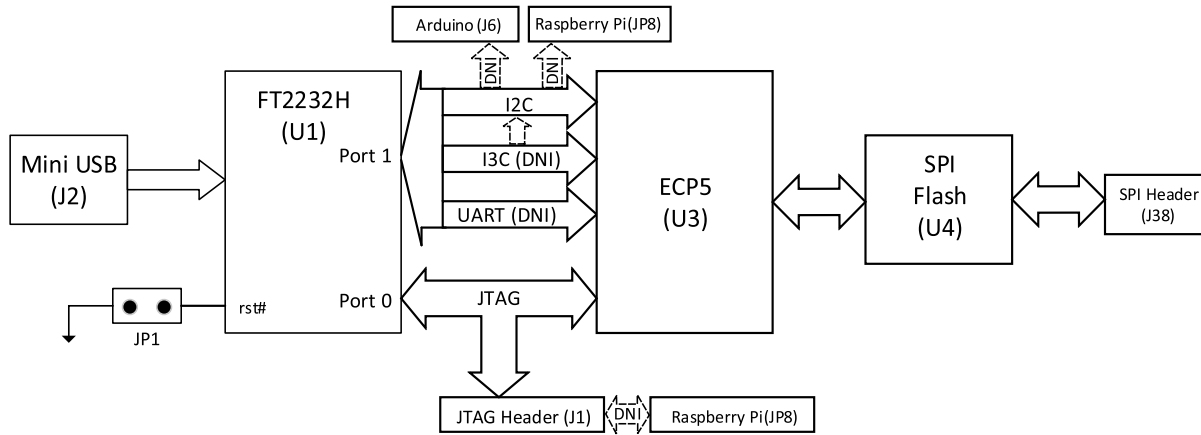 Arduino (J6)
Raspberry Pi(JP8)
DNI
DNI
FT2232H
(U1)
I2C
Mini USB
(J2)
Port 1
I3C (DNI)
ECP5
(U3)
SPI
Flash
(U4)
SPI Header
(J38)
UART (DNI)
rst#
Port 0
JTAG
JP1
JTAG Header (J1)
DNI
Raspberry Pi(JP8)